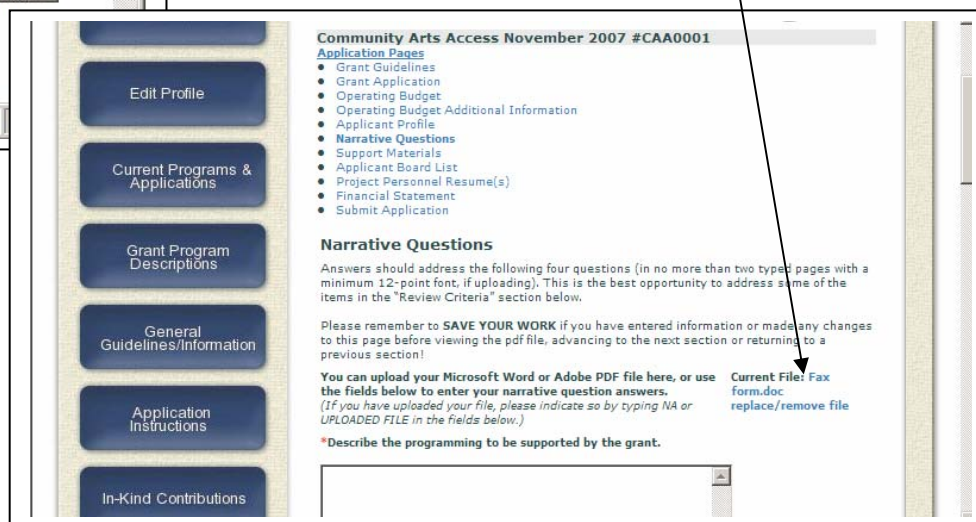 Edit Profile
Current Programs &
Applications
Grant Program
Descriptions
General
Guidelines/Information
Application
Instructions
In-Kind Contributions
Community Arts Access November 2007 #CAA0001
Application Pages
Grant Guidelines
Grant Application
Operating Budget
Operating Budget Additional Information
Applicant Profile
Narrative Questions
Support Materials
Applicant Board List
Project Personnel Resume(s)
Financial Statement
Submit Application
Narrative Questions
Answers should address the following four questions (in no more than two typed pages with a
minimum 12-point font, if uploading). This is the best opportunity to address some of the
items in the "Review Criteria" section below.
Please remember to SAVE YOUR WORK if you have entered information or made any changes
to this page before viewing the pdf file, advancing to the next section or returning to a
previous section!
You can upload your Microsoft Word or Adobe PDF file here, or use
the fields below to enter your narrative question answers.
(If you have uploaded your file, please indicate so by typing NA or
UPLOADED FILE in the fields below.)
Current File: Fax
form.doc
replace/remove file
*Describe the programming to be supported by the grant.